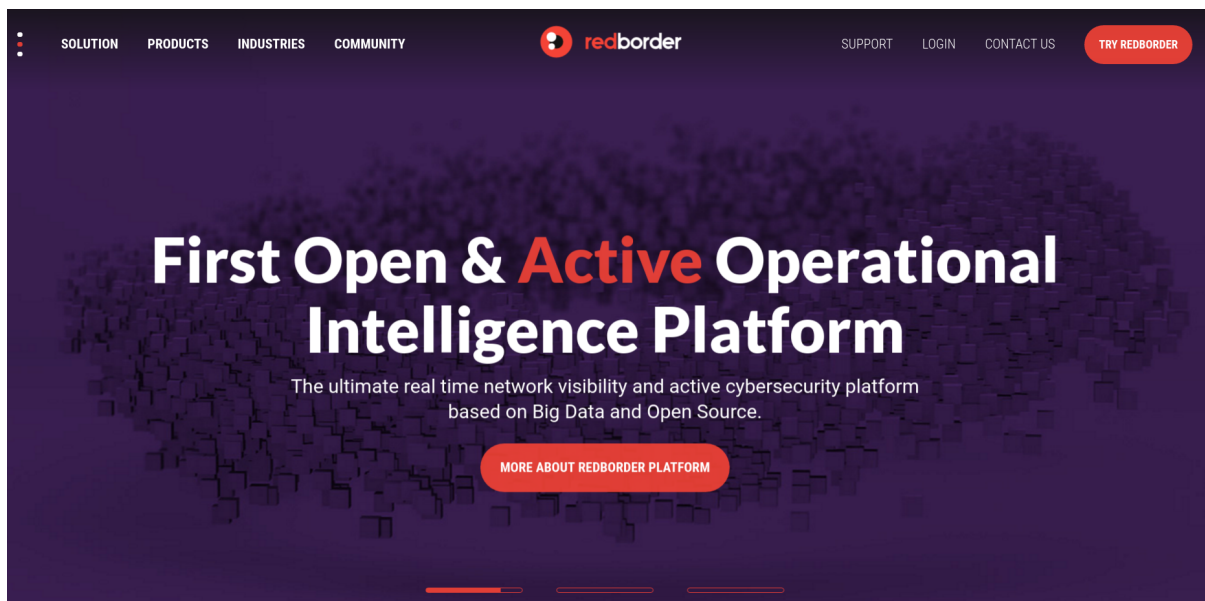 SOLUTION PRODUCTS INDUSTRIES COMMUNITY redborder SUPPORT LOGIN CONTACT US TRY REDBORDER
First Open & Active Operational
Intelligence Platform
The ultimate real time network visibility and active cybersecurity platform
based on Big Data and Open Source.
MORE ABOUT REDBORDER PLATFORM